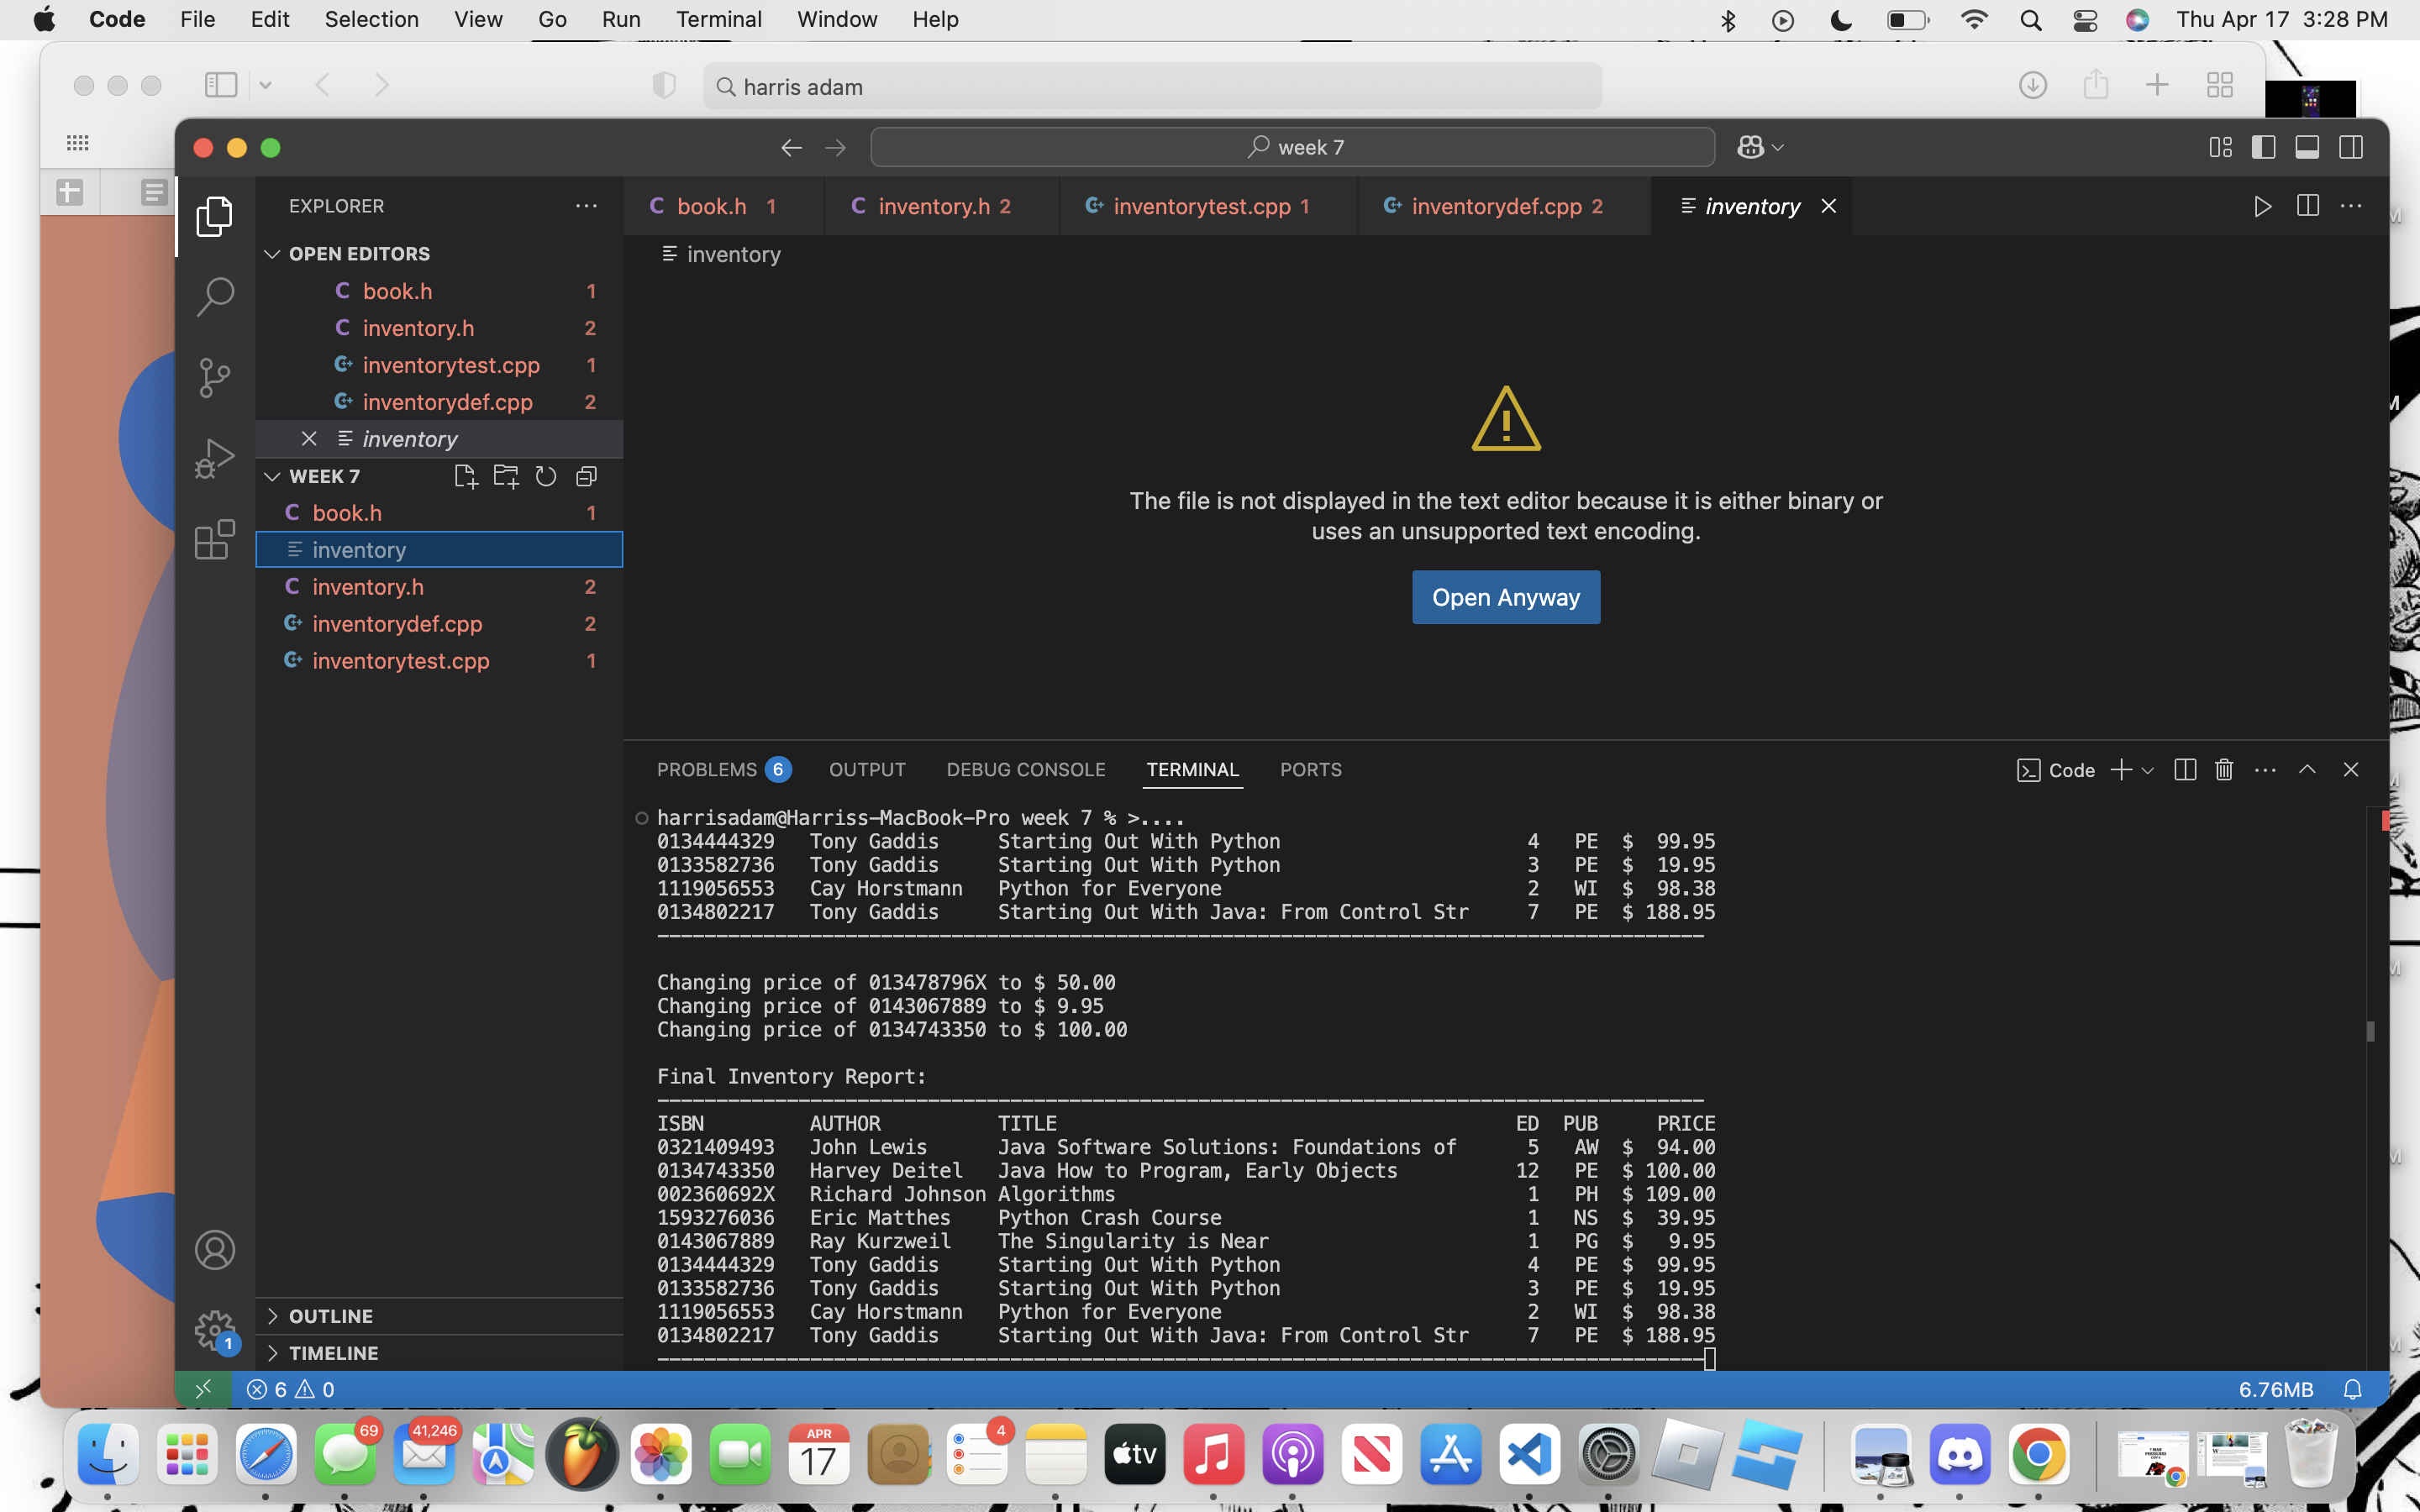 Code File Edit Selection View Go Run Terminal Window Help Thu Apr 17 3:28 PM
harris adam
week 7
EXPLORER
book.h 1 inventory.h 2 inventorytest.cpp 1 inventorydef.cpp 2 inventory
OPEN EDITORS
inventory
book.h 1
inventory.h 2
inventorytest.cpp 1
inventorydef.cpp 2
inventory
WEEK 7
book.h 1
inventory
inventory.h 2
inventorydef.cpp 2
inventorytest.cpp 1
The file is not displayed in the text editor because it is either binary or
uses an unsupported text encoding.
Open Anyway
PROBLEMS 6 OUTPUT DEBUG CONSOLE TERMINAL PORTS Code
harrisadam@Harriss-MacBook-Pro week 7 % >....
0134444329 Tony Gaddis Starting Out With Python 4 PE $ 99.95
0133582736 Tony Gaddis Starting Out With Python 3 PE $ 19.95
1119056553 Cay Horstmann Python for Everyone 2 WI $ 98.38
0134802217 Tony Gaddis Starting Out With Java: From Control Str 7 PE $ 188.95
Changing price of 013478796X to $ 50.00
Changing price of 0143067889 to $ 9.95
Changing price of 0134743350 to $ 100.00
Final Inventory Report:
ISBN AUTHOR TITLE ED PUB PRICE
0321409493 John Lewis Java Software Solutions: Foundations of 5 AW $ 94.00
0134743350 Harvey Deitel Java How to Program, Early Objects 12 PE $ 100.00
002360692X Richard Johnson Algorithms 1 PH $ 109.00
1593276036 Eric Matthes Python Crash Course 1 NS $ 39.95
0143067889 Ray Kurzweil The Singularity is Near 1 PG $ 9.95
0134444329 Tony Gaddis Starting Out With Python 4 PE $ 99.95
0133582736 Tony Gaddis Starting Out With Python 3 PE $ 19.95
1119056553 Cay Horstmann Python for Everyone 2 WI $ 98.38
0134802217 Tony Gaddis Starting Out With Java: From Control Str 7 PE $ 188.95
OUTLINE
1
TIMELINE
6 0 6.76MB
69 41,246 APR 17 4 tv